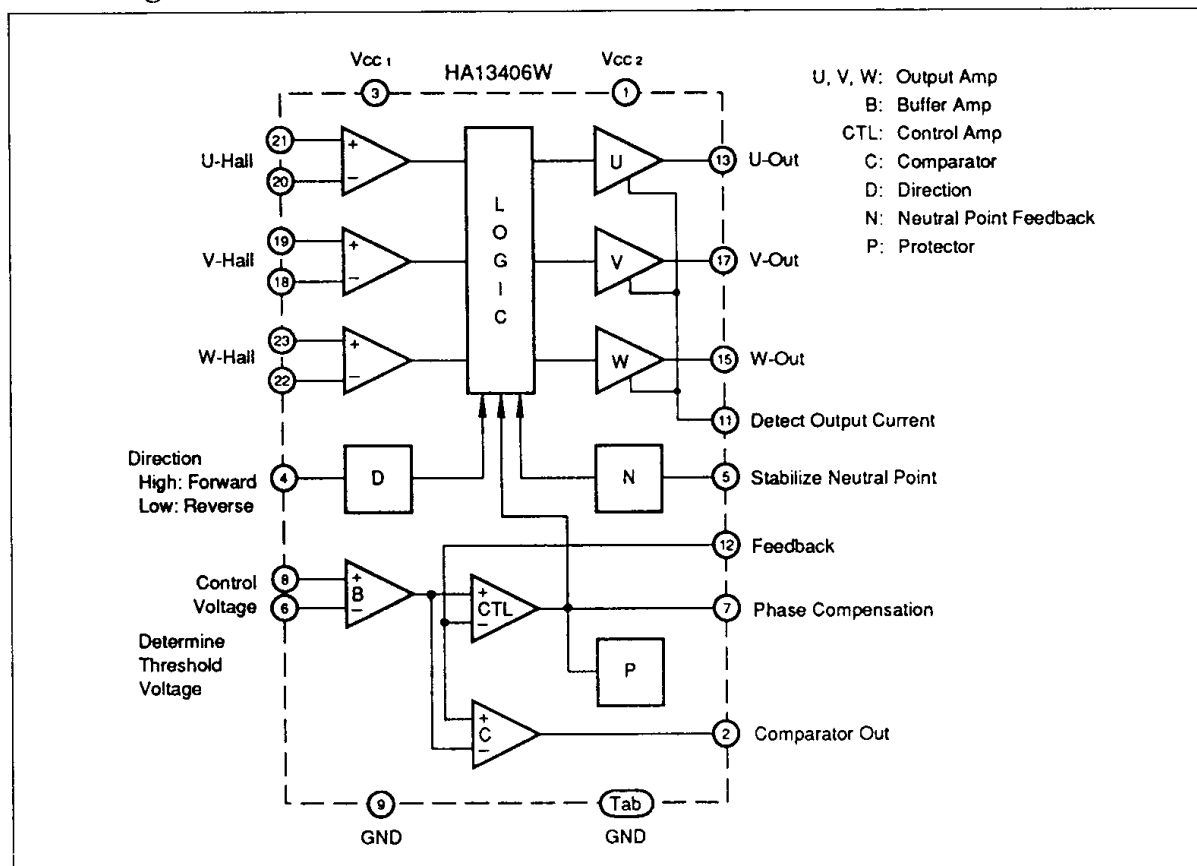 Vcc 1
HA13406W
Vcc 2
3
1
U, V, W: Output Amp
B: Buffer Amp
CTL: Control Amp
C: Comparator
D: Direction
N: Neutral Point Feedback
P: Protector
21
+
U-Hall
20
−
U
13
U-Out
L
O
G
I
C
19
+
V-Hall
18
−
V
17
V-Out
23
+
W-Hall
22
−
W
15
W-Out
11
Detect Output Current
Direction
High: Forward
Low: Reverse
4
D
N
5
Stabilize Neutral Point
12
Feedback
Control
Voltage
8
6
+
B
−
+
CTL
−
7
Phase Compensation
Determine
Threshold
Voltage
P
+
C
−
2
Comparator Out
9
GND
Tab
GND